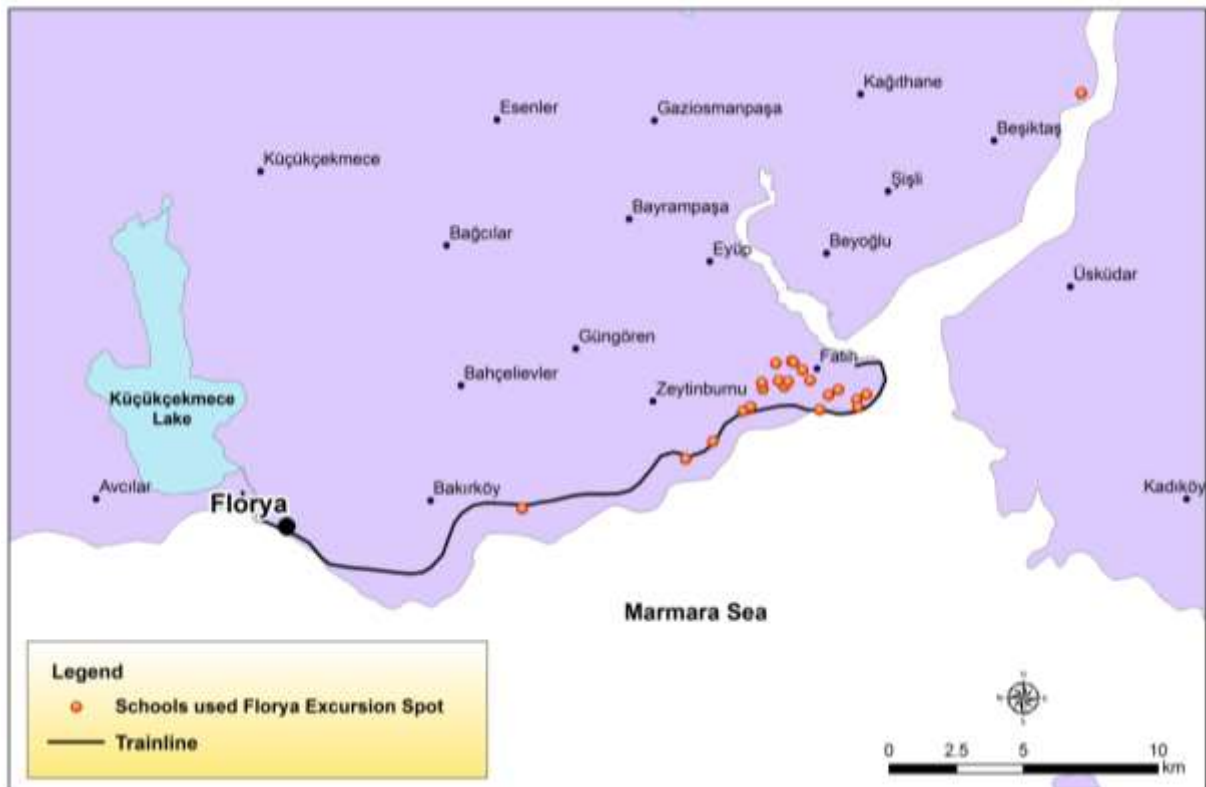 Kağıthane
Esenler
Gaziosmanpaşa
Beşiktaş
Küçükçekmece
Şişli
Bayrampaşa
Bağcılar
Eyüp
Beyoğlu
Üsküdar
Güngören
Fatih
Bahçelievler
Zeytinburnu
Küçükçekmece
Lake
Avcılar
Bakırköy
Kadıköy
Florya
Marmara Sea
Legend
Schools used Florya Excursion Spot
Trainline
0 2.5 5 10
km